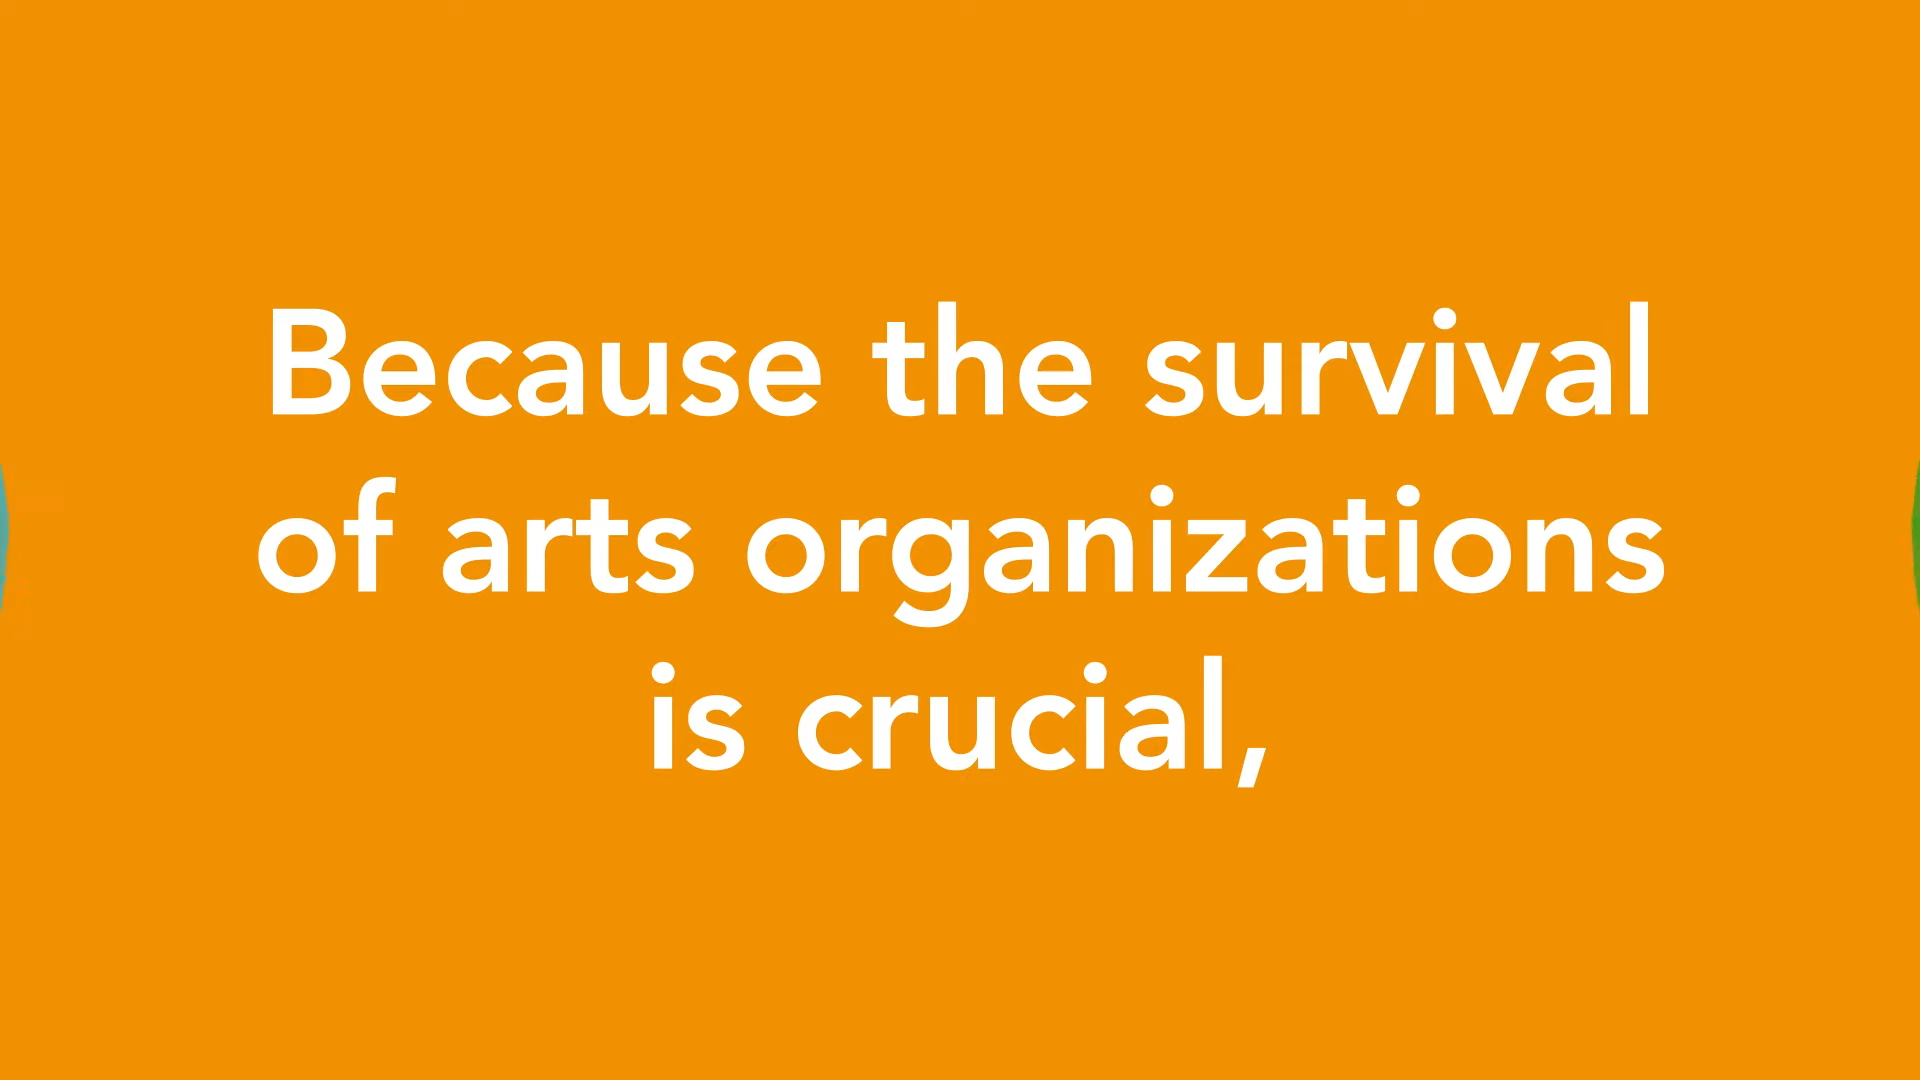 Because the survival
of arts organizations
is crucial,